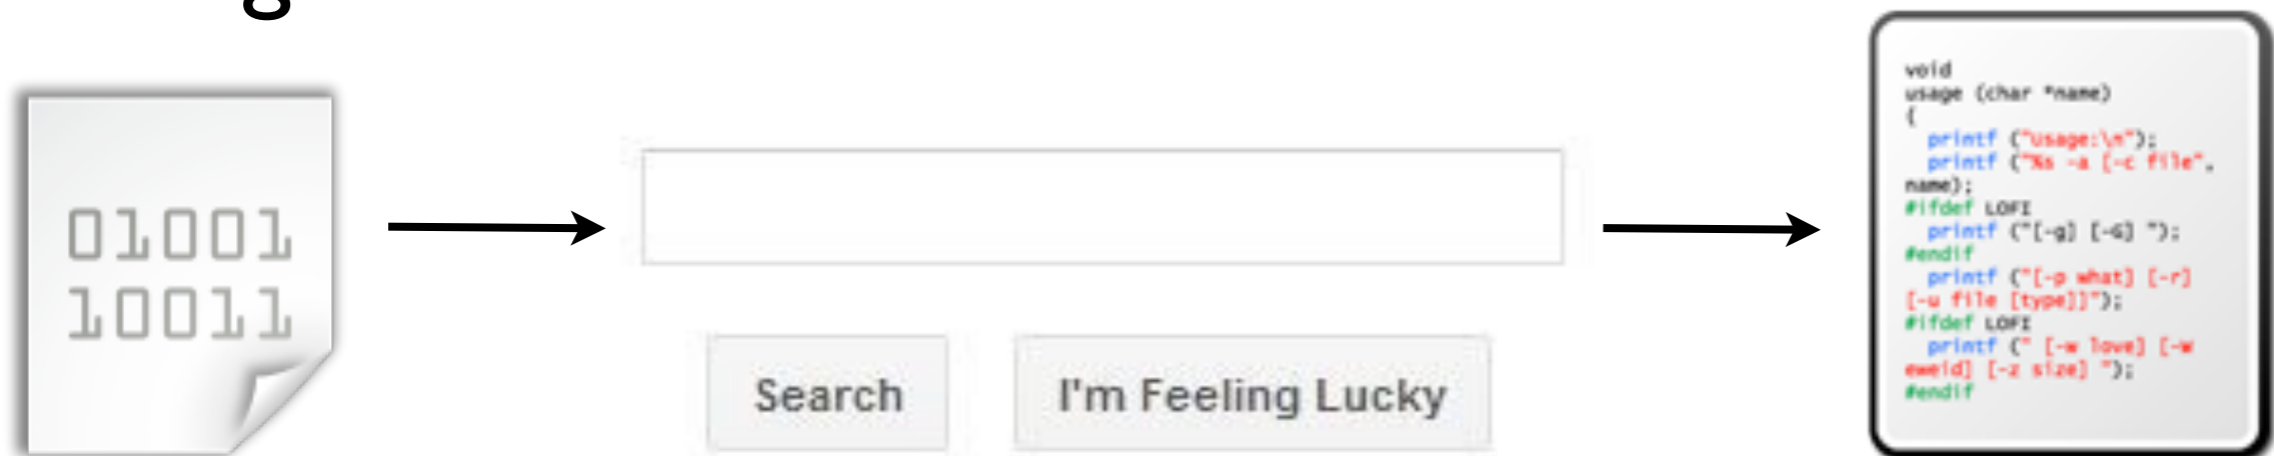 01001
10011
Search
I'm Feeling Lucky
void
usage (char *name)
{
printf ("Usage:\n");
printf ("%s -a [-c file",
name);
#ifdef LOFI
printf ("[-g] [-G] ");
#endif
printf ("[-p what] [-r]
[-u file [type]]");
#ifdef LOFI
printf (" [-w love] [-W
eweid] [-z size] ");
#endif